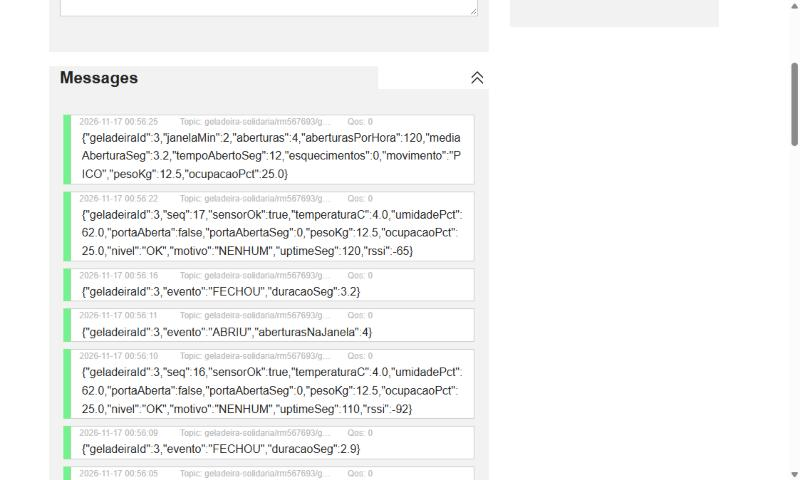 Messages
2026-11-17 00:56:25 Topic: geladeira-solidaria/rm567693/g... Qos: 0
{"geladeiraId":3,"janelaMin":2,"aberturas":4,"aberturasPorHora":120,"media
AberturaSeg":3.2,"tempoAbertoSeg":12,"esquecimentos":0,"movimento":"P
ICO","pesoKg":12.5,"ocupacaoPct":25.0}
2026-11-17 00:56:22 Topic: geladeira-solidaria/rm567693/g... Qos: 0
{"geladeiraId":3,"seq":17,"sensorOk":true,"temperaturaC":4.0,"umidadePct":
62.0,"portaAberta":false,"portaAbertaSeg":0,"pesoKg":12.5,"ocupacaoPct":
25.0,"nivel":"OK","motivo":"NENHUM","uptimeSeg":120,"rssi":-65}
2026-11-17 00:56:16 Topic: geladeira-solidaria/rm567693/g... Qos: 0
{"geladeiraId":3,"evento":"FECHOU","duracaoSeg":3.2}
2026-11-17 00:56:11 Topic: geladeira-solidaria/rm567693/g... Qos: 0
{"geladeiraId":3,"evento":"ABRIU","aberturasNaJanela":4}
2026-11-17 00:56:10 Topic: geladeira-solidaria/rm567693/g... Qos: 0
{"geladeiraId":3,"seq":16,"sensorOk":true,"temperaturaC":4.0,"umidadePct":
62.0,"portaAberta":false,"portaAbertaSeg":0,"pesoKg":12.5,"ocupacaoPct":
25.0,"nivel":"OK","motivo":"NENHUM","uptimeSeg":110,"rssi":-92}
2026-11-17 00:56:09 Topic: geladeira-solidaria/rm567693/g... Qos: 0
{"geladeiraId":3,"evento":"FECHOU","duracaoSeg":2.9}
2026-11-17 00:56:05 Topic: geladeira-solidaria/rm567693/g... Qos: 0